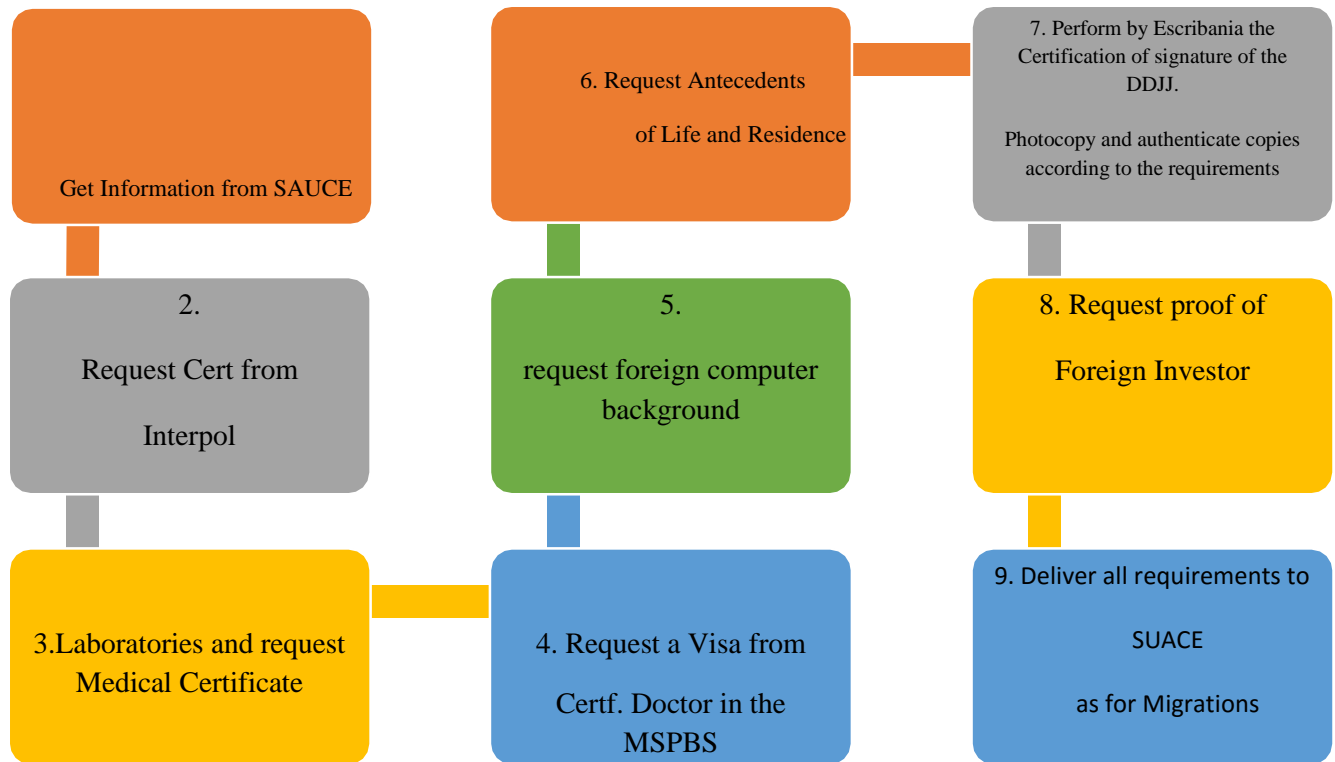 Get Information from SAUCE
2.
Request Cert from
Interpol
3.Laboratories and request
Medical Certificate
4. Request a Visa from
Certf. Doctor in the
MSPBS
5.
request foreign computer
background
6. Request Antecedents
of Life and Residence
7. Perform by Escribania the
Certification of signature of the
DDJJ.
Photocopy and authenticate copies
according to the requirements
8. Request proof of
Foreign Investor
9. Deliver all requirements to
SUACE
as for Migrations